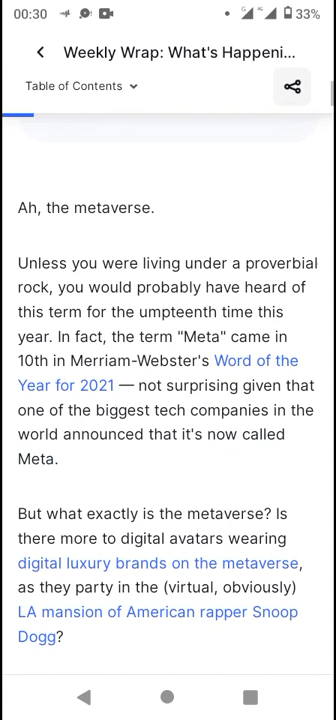 00:30
33%
Weekly Wrap: What's Happeni...
Table of Contents
Ah, the metaverse.
Unless you were living under a proverbial
rock, you would probably have heard of
this term for the umpteenth time this
year. In fact, the term "Meta" came in
10th in Merriam-Webster's Word of the
Year for 2021 — not surprising given that
one of the biggest tech companies in the
world announced that it's now called
Meta.
But what exactly is the metaverse? Is
there more to digital avatars wearing
digital luxury brands on the metaverse,
as they party in the (virtual, obviously)
LA mansion of American rapper Snoop
Dogg?